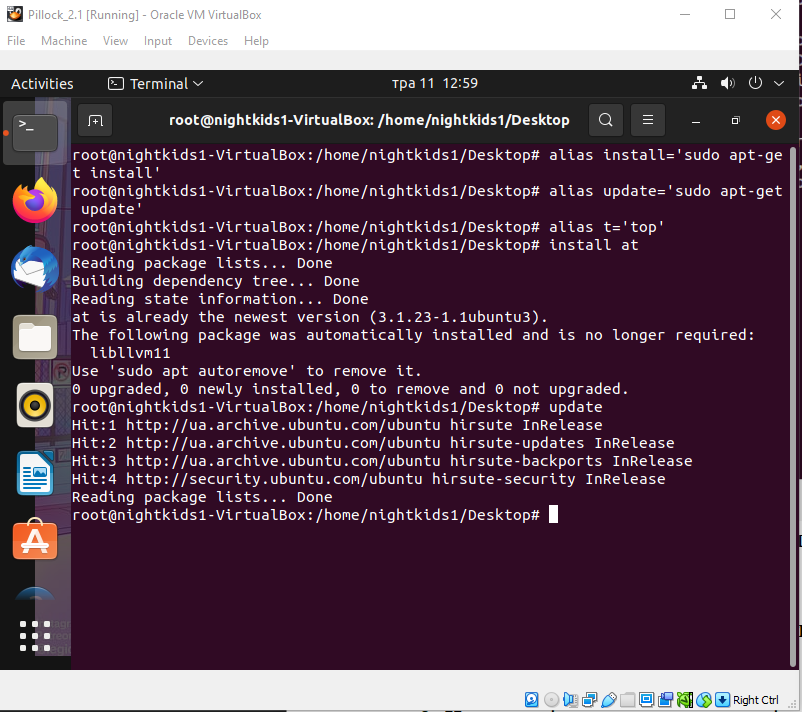 Pillock_2.1 [Running] - Oracle VM VirtualBox
File Machine View Input Devices Help
Activities Terminal тра 11 12:59
root@nightkids1-VirtualBox: /home/nightkids1/Desktop
root@nightkids1-VirtualBox:/home/nightkids1/Desktop# alias install='sudo apt-ge
t install'
root@nightkids1-VirtualBox:/home/nightkids1/Desktop# alias update='sudo apt-get
 update'
root@nightkids1-VirtualBox:/home/nightkids1/Desktop# alias t='top'
root@nightkids1-VirtualBox:/home/nightkids1/Desktop# install at
Reading package lists... Done
Building dependency tree... Done
Reading state information... Done
at is already the newest version (3.1.23-1.1ubuntu3).
The following package was automatically installed and is no longer required:
  libllvm11
Use 'sudo apt autoremove' to remove it.
0 upgraded, 0 newly installed, 0 to remove and 0 not upgraded.
root@nightkids1-VirtualBox:/home/nightkids1/Desktop# update
Hit:1 http://ua.archive.ubuntu.com/ubuntu hirsute InRelease
Hit:2 http://ua.archive.ubuntu.com/ubuntu hirsute-updates InRelease
Hit:3 http://ua.archive.ubuntu.com/ubuntu hirsute-backports InRelease
Hit:4 http://security.ubuntu.com/ubuntu hirsute-security InRelease
Reading package lists... Done
root@nightkids1-VirtualBox:/home/nightkids1/Desktop#
Right Ctrl